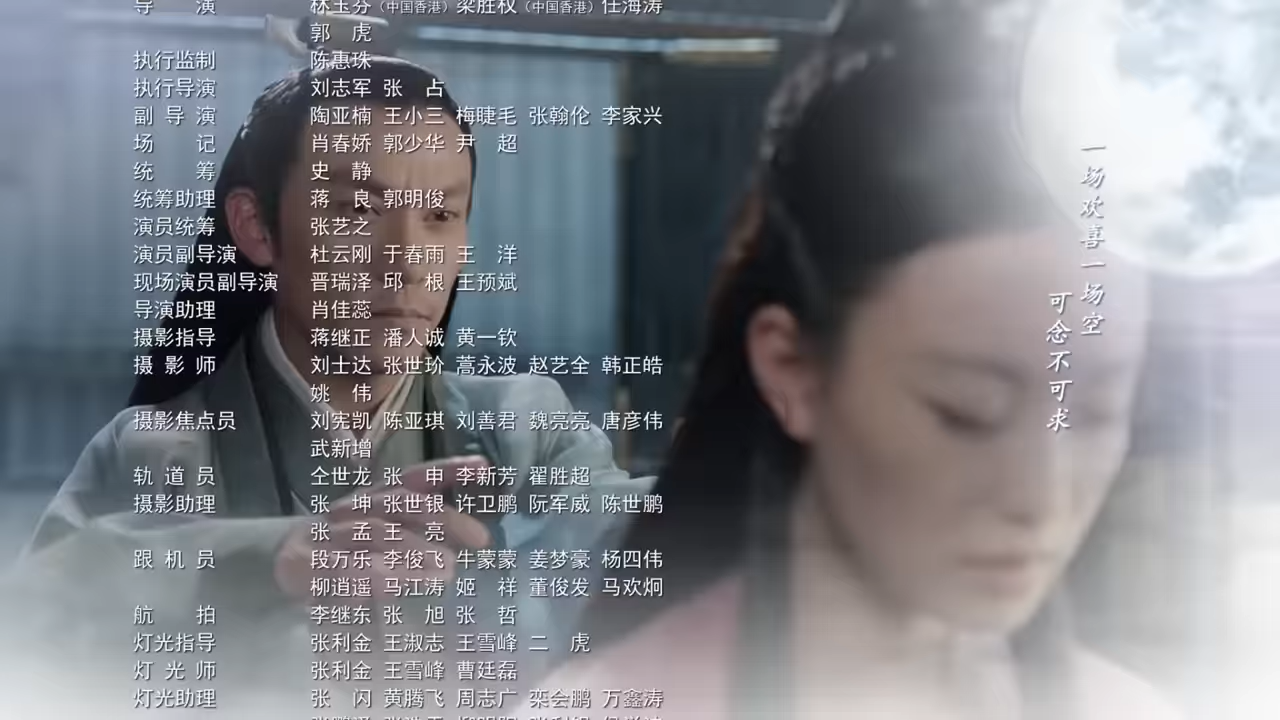 导 演 林玉芬（中国香港）梁胜权（中国香港）任海涛
郭 虎
执行监制 陈惠珠
执行导演 刘志军 张 占
副 导 演 陶亚楠 王小三 梅睫毛 张翰伦 李家兴
场 记 肖春娇 郭少华 尹 超
统 筹 史 静
统筹助理 蒋 良 郭明俊
演员统筹 张艺之
演员副导演 杜云刚 于春雨 王 洋
现场演员副导演 晋瑞泽 邱 根 王预斌
导演助理 肖佳蕊
摄影指导 蒋继正 潘人诚 黄一钦
摄 影 师 刘士达 张世玠 蒿永波 赵艺全 韩正皓
姚 伟
摄影焦点员 刘宪凯 陈亚琪 刘善君 魏亮亮 唐彦伟
武新增
轨 道 员 仝世龙 张 申 李新芳 翟胜超
摄影助理 张 坤 张世银 许卫鹏 阮军威 陈世鹏
张 孟 王 亮
跟 机 员 段万乐 李俊飞 牛蒙蒙 姜梦豪 杨四伟
柳逍遥 马江涛 姬 祥 董俊发 马欢炯
航 拍 李继东 张 旭 张 哲
灯光指导 张利金 王淑志 王雪峰 二 虎
灯 光 师 张利金 王雪峰 曹廷磊
灯光助理 张 闪 黄腾飞 周志广 栾会鹏 万鑫涛
一场欢喜一场空
可念不可求